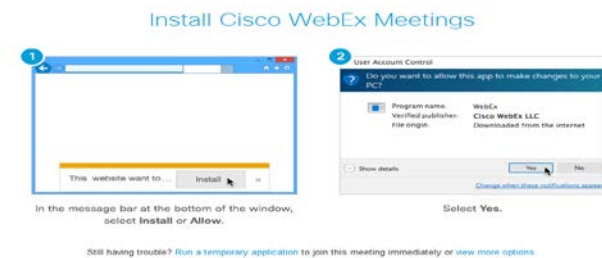 Install Cisco WebEx Meetings
1
This website want to... Install
In the message bar at the bottom of the window,
select Install or Allow.
2
User Account Control
Do you want to allow this app to make changes to your
PC?
Program name: WebEx
Verified publisher: Cisco WebEx LLC
File origin: Downloaded from the internet
Show details
Yes No
Change when these notifications appear
Select Yes.
Still having trouble? Run a temporary application to join this meeting immediately or view more options